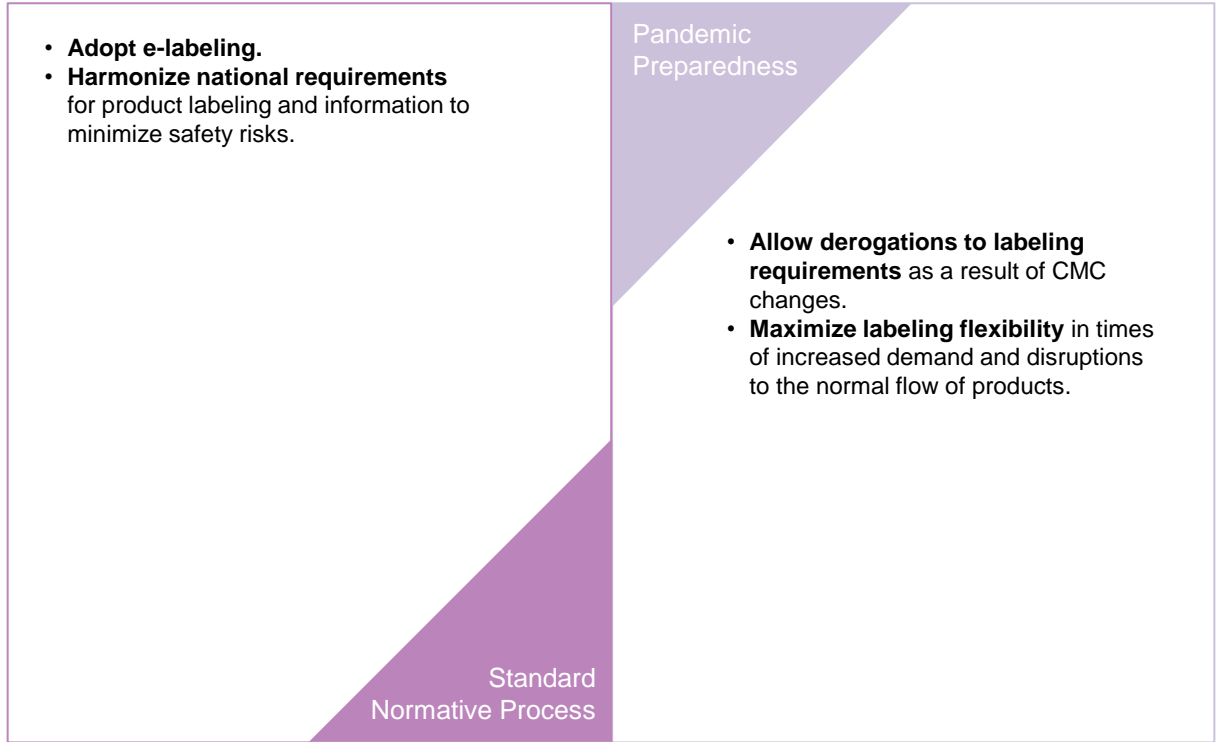 • Adopt e-labeling.
• Harmonize national requirements
for product labeling and information to
minimize safety risks.
Standard
Normative Process
Pandemic
Preparedness
• Allow derogations to labeling
requirements as a result of CMC
changes.
• Maximize labeling flexibility in times
of increased demand and disruptions
to the normal flow of products.